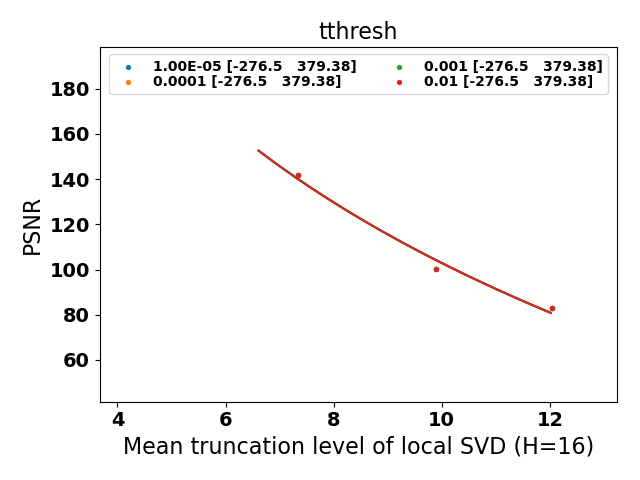 tthresh
1.00E-05 [-276.5   379.38]
0.0001 [-276.5   379.38]
0.001 [-276.5   379.38]
0.01 [-276.5   379.38]
PSNR
180
160
140
120
100
80
60
4 6 8 10 12
Mean truncation level of local SVD (H=16)